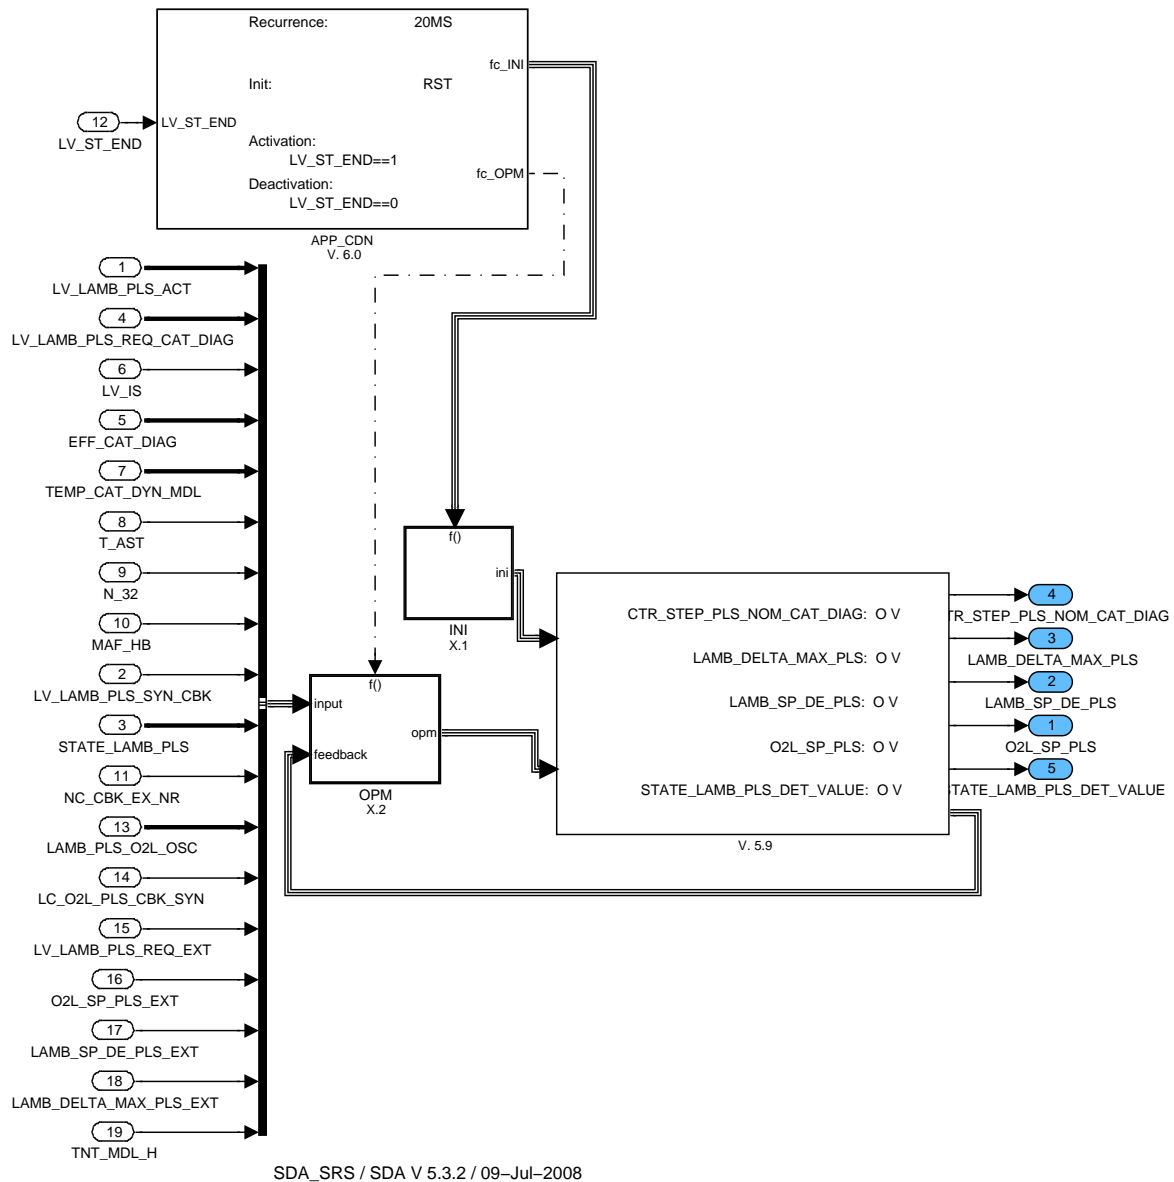 Recurrence: 20MS
fc_INI
Init: RST
12
LV_ST_END
LV_ST_END
Activation:
LV_ST_END==1
fc_OPM
Deactivation:
LV_ST_END==0
APP_CDN
V. 6.0
1
LV_LAMB_PLS_ACT
4
LV_LAMB_PLS_REQ_CAT_DIAG
6
LV_IS
5
EFF_CAT_DIAG
7
TEMP_CAT_DYN_MDL
8
T_AST
9
N_32
10
MAF_HB
2
LV_LAMB_PLS_SYN_CBK
3
STATE_LAMB_PLS
11
NC_CBK_EX_NR
13
LAMB_PLS_O2L_OSC
14
LC_O2L_PLS_CBK_SYN
15
LV_LAMB_PLS_REQ_EXT
16
O2L_SP_PLS_EXT
17
LAMB_SP_DE_PLS_EXT
18
LAMB_DELTA_MAX_PLS_EXT
19
TNT_MDL_H
f()
ini
INI
X.1
f()
input
opm
feedback
OPM
X.2
CTR_STEP_PLS_NOM_CAT_DIAG: O V
LAMB_DELTA_MAX_PLS: O V
LAMB_SP_DE_PLS: O V
O2L_SP_PLS: O V
STATE_LAMB_PLS_DET_VALUE: O V
V. 5.9
4
TR_STEP_PLS_NOM_CAT_DIAG
3
LAMB_DELTA_MAX_PLS
2
LAMB_SP_DE_PLS
1
O2L_SP_PLS
5
STATE_LAMB_PLS_DET_VALUE
SDA_SRS / SDA V 5.3.2 / 09–Jul–2008